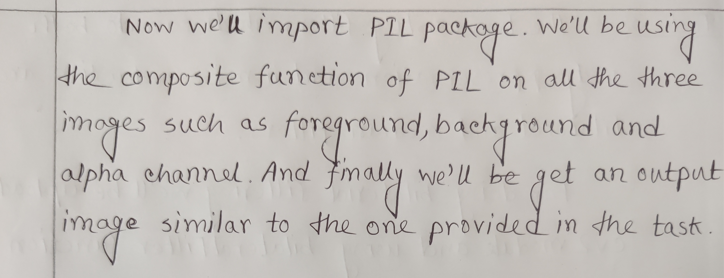 Now we'll import PIL package. We'll be using
the composite function of PIL on all the three
images such as foreground, background and
alpha channel. And finally we'll be get an output
image similar to the one provided in the task.